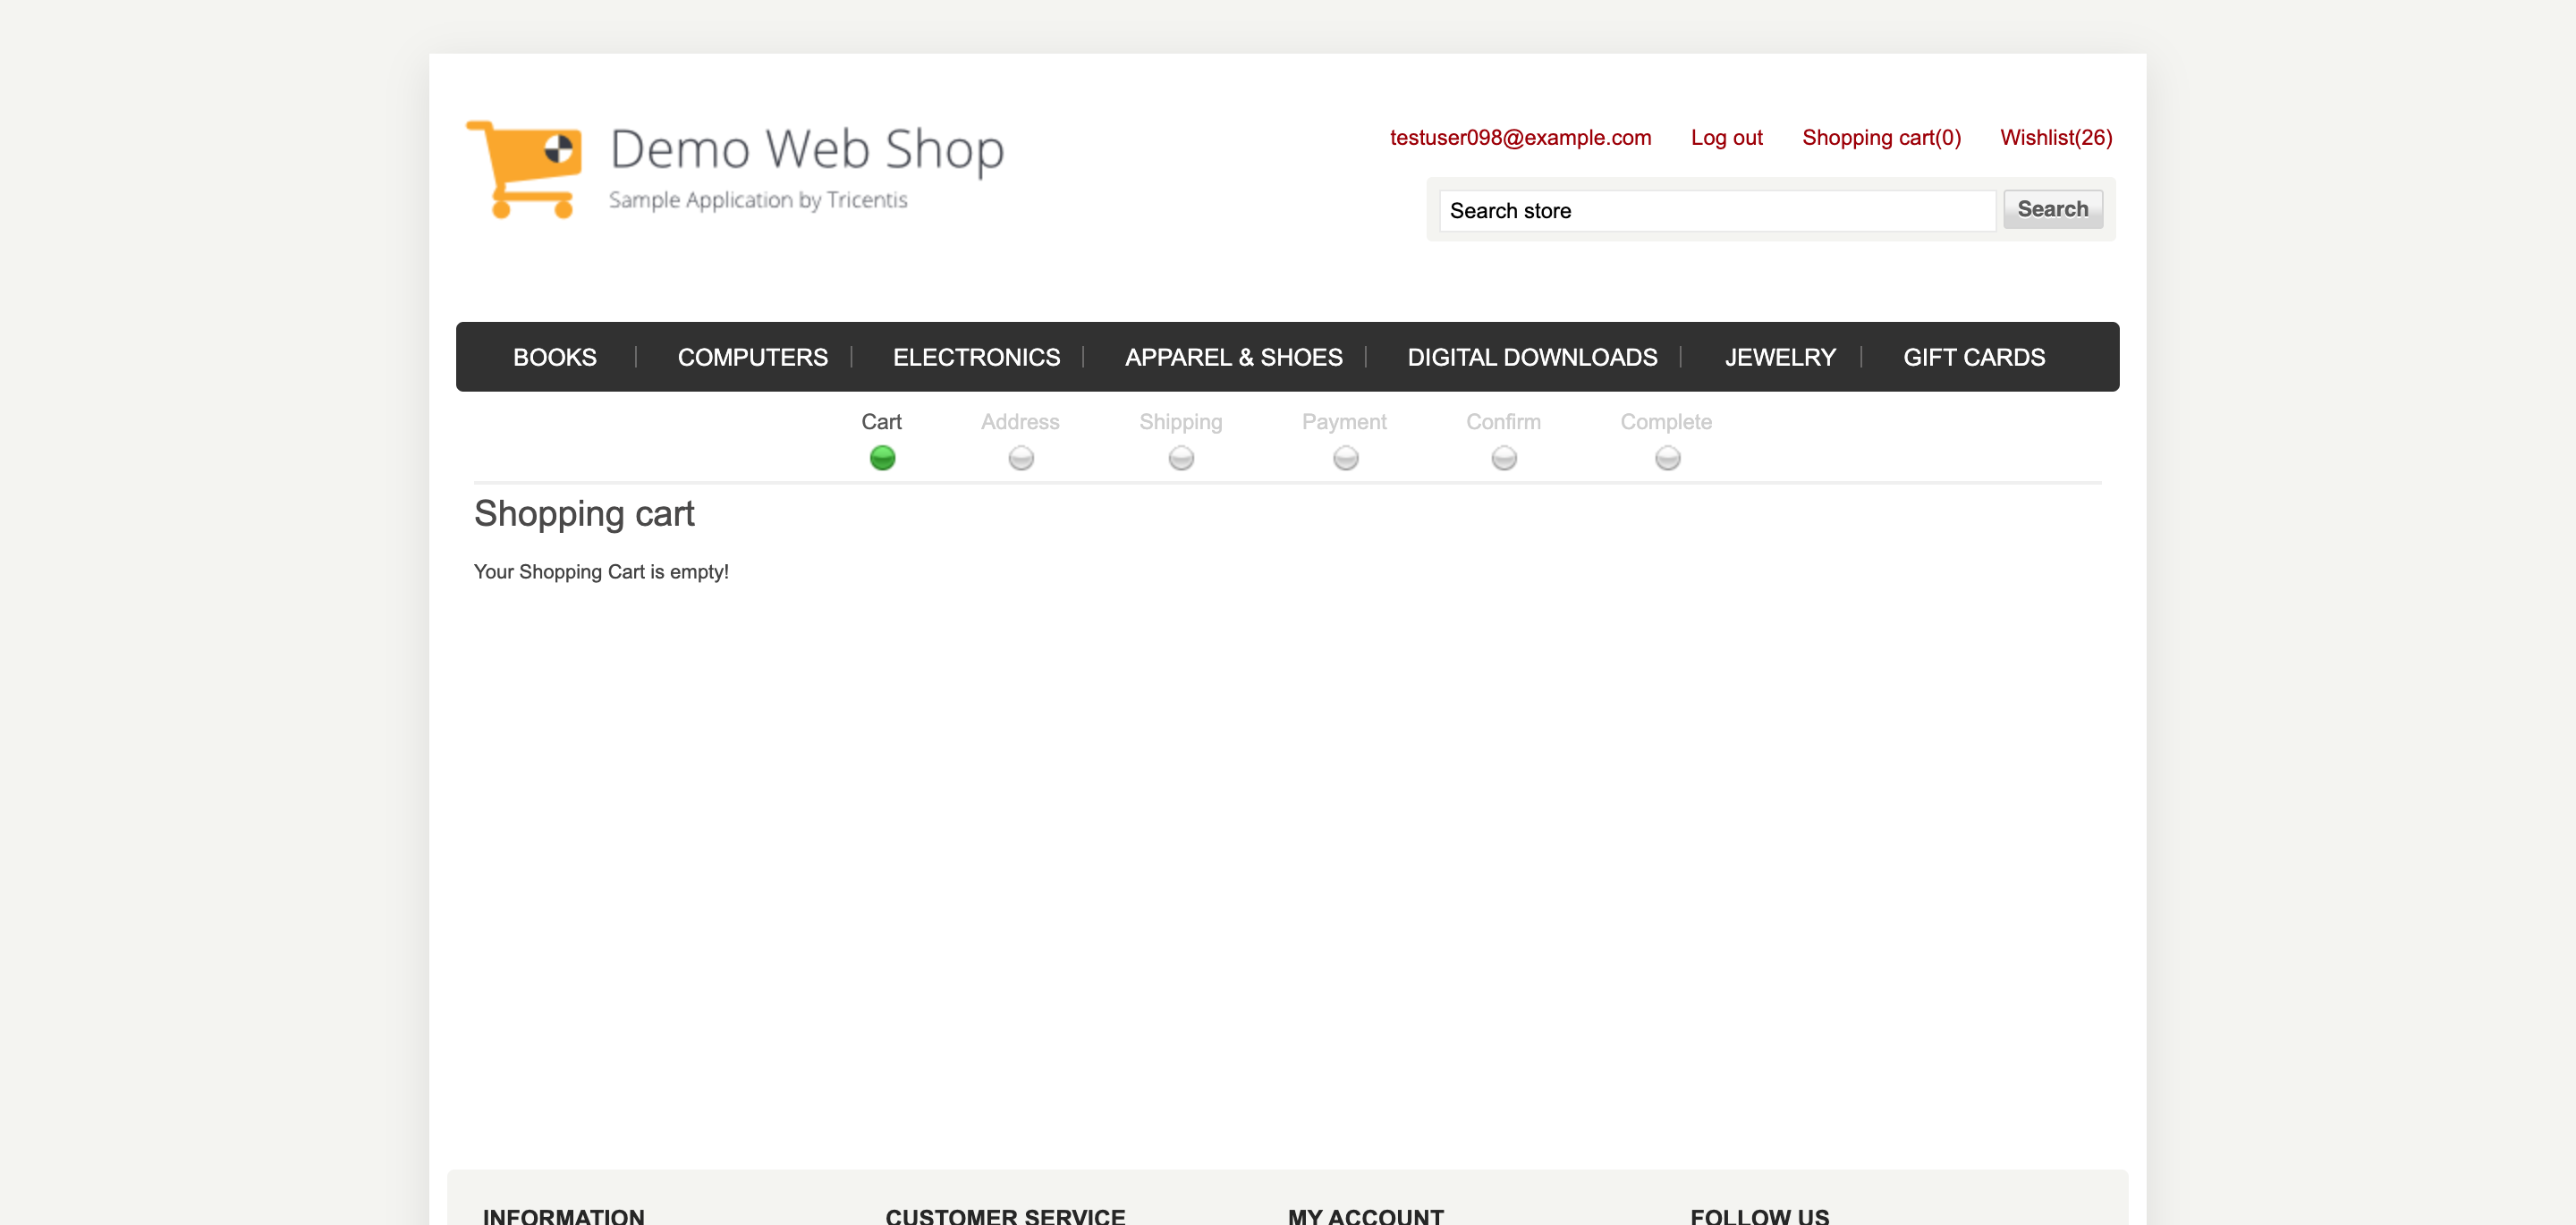 Demo Web Shop
Sample Application by Tricentis
testuser098@example.com Log out Shopping cart(0) Wishlist(26)
Search store Search
BOOKS COMPUTERS ELECTRONICS APPAREL & SHOES DIGITAL DOWNLOADS JEWELRY GIFT CARDS
Cart Address Shipping Payment Confirm Complete
Shopping cart
Your Shopping Cart is empty!
INFORMATION CUSTOMER SERVICE MY ACCOUNT FOLLOW US